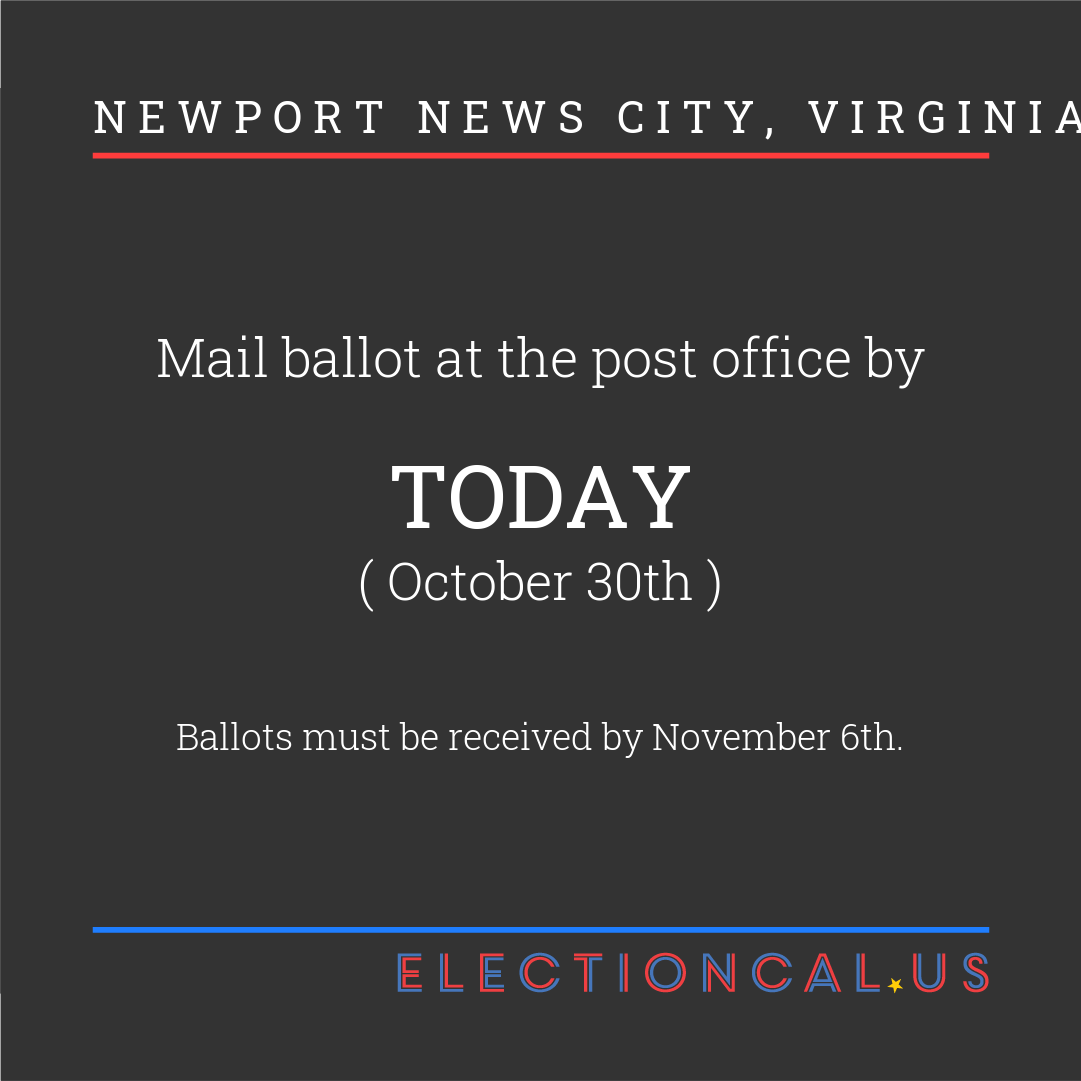 NEWPORT NEWS CITY, VIRGINIA
Mail ballot at the post office by
TODAY
( October 30th )
Ballots must be received by November 6th.
ELECTIONCAL.US